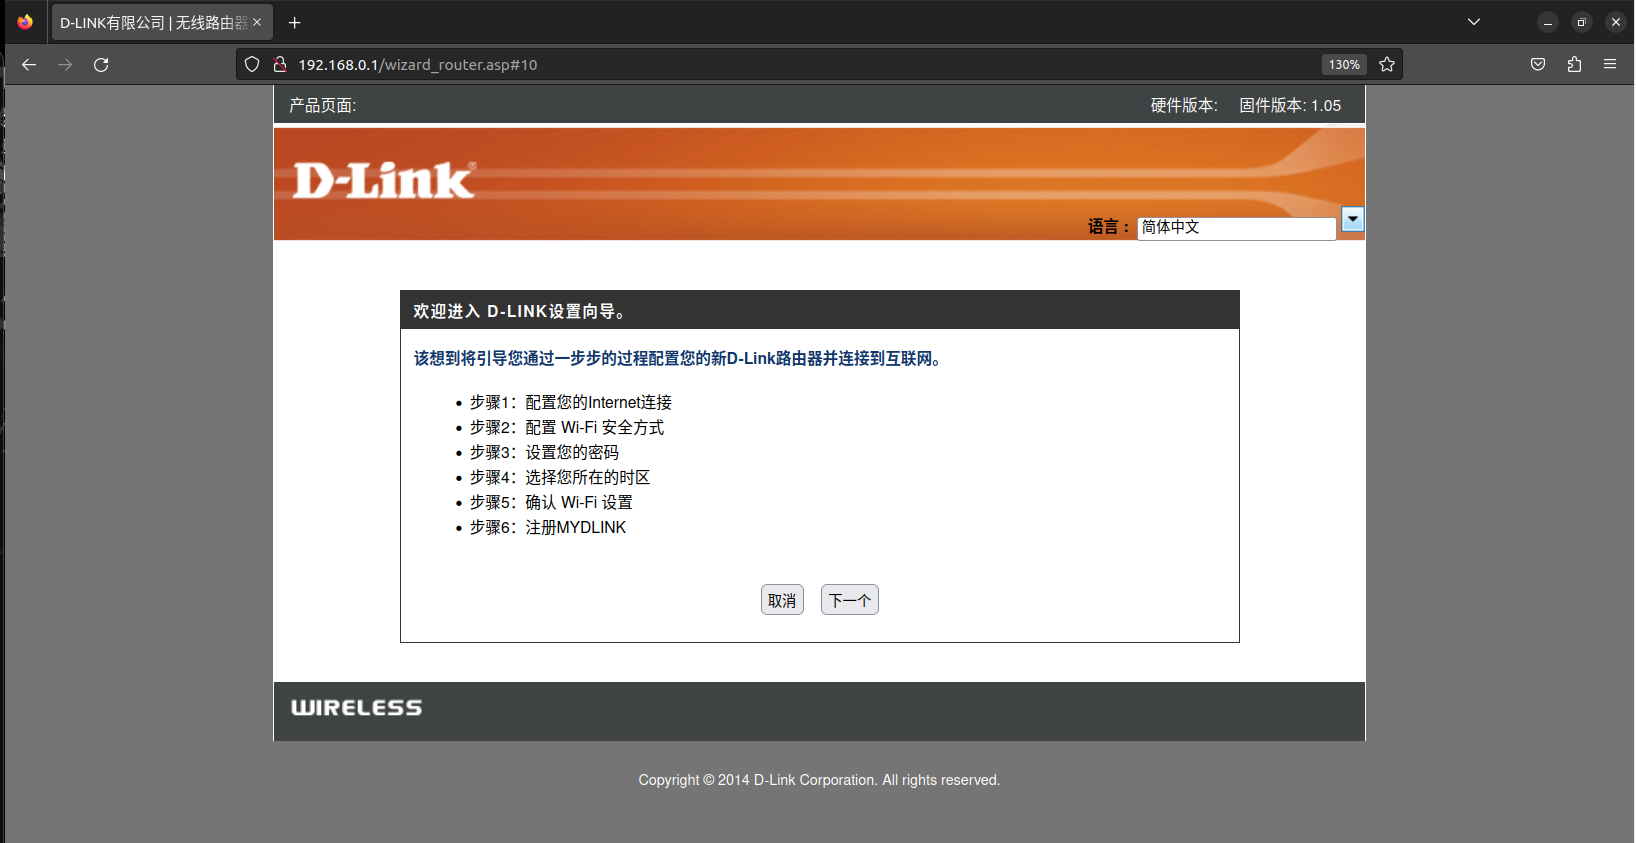 D-LINK有限公司 | 无线路由器
192.168.0.1/wizard_router.asp#10
130%
产品页面:
硬件版本: 固件版本: 1.05
D-Link®
语言： 简体中文
欢迎进入 D-LINK设置向导。
该想到将引导您通过一步步的过程配置您的新D-Link路由器并连接到互联网。
• 步骤1：配置您的Internet连接
• 步骤2：配置 Wi-Fi 安全方式
• 步骤3：设置您的密码
• 步骤4：选择您所在的时区
• 步骤5：确认 Wi-Fi 设置
• 步骤6：注册MYDLINK
取消 下一个
WIRELESS
Copyright © 2014 D-Link Corporation. All rights reserved.